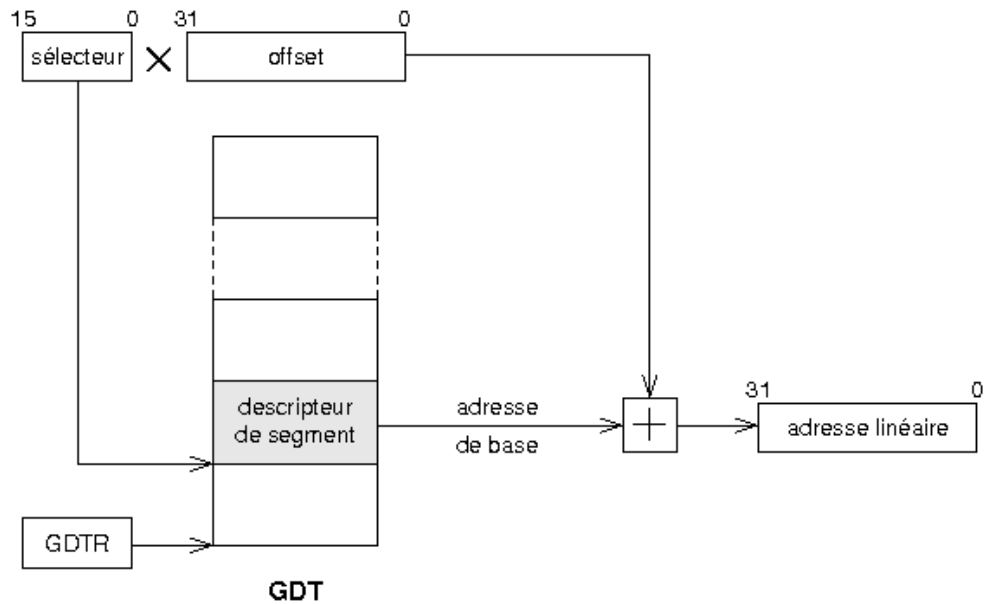 15 0 31 0
sélecteur × offset
descripteur
de segment
adresse
de base
+
31 0
adresse linéaire
GDTR
GDT